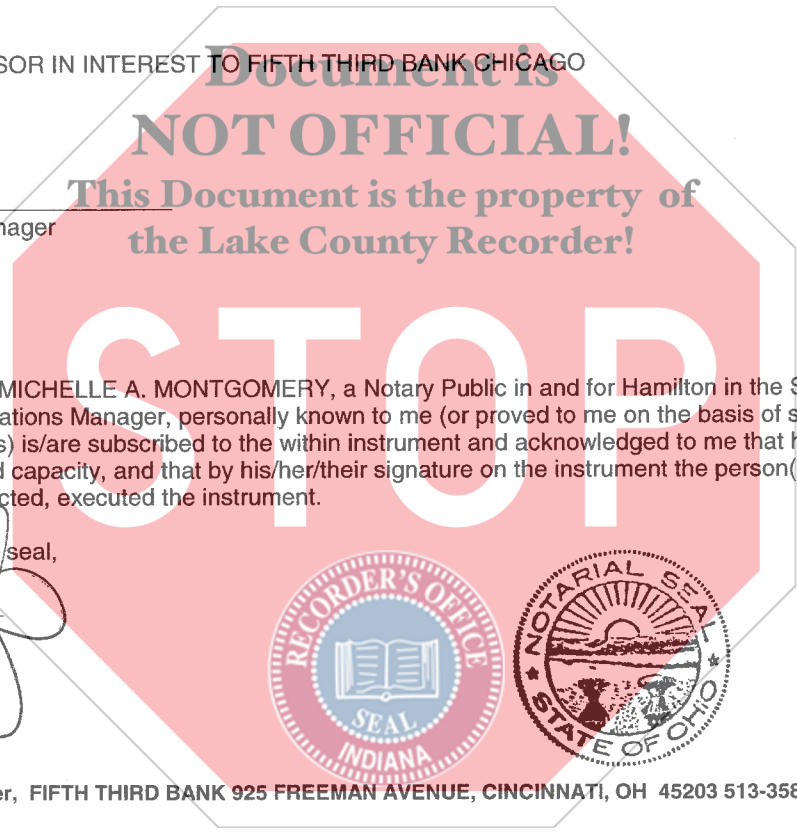 SOR IN INTEREST TO FIFTH THIRD BANK CHICAGO
Document is
NOT OFFICIAL!
This Document is the property of
the Lake County Recorder!
nager
STOP
MICHELLE A. MONTGOMERY, a Notary Public in and for Hamilton in the S
ations Manager, personally known to me (or proved to me on the basis of s
s) is/are subscribed to the within instrument and acknowledged to me that h
d capacity, and that by his/her/their signature on the instrument the person(
cted, executed the instrument.
seal,
RECORDER'S OFFICE
SEAL
INDIANA
NOTARIAL SEAL
STATE OF OHIO
er, FIFTH THIRD BANK 925 FREEMAN AVENUE, CINCINNATI, OH 45203 513-358